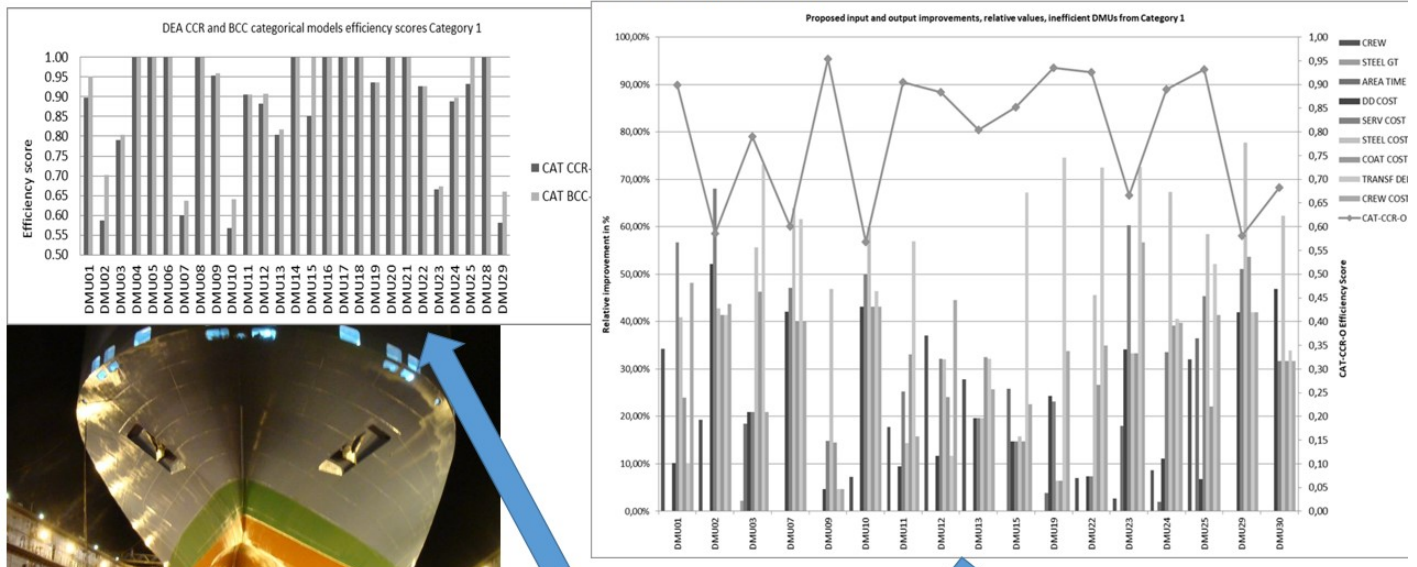 DEA CCR and BCC categorical models efficiency scores Category 1
Efficiency score
1.00
0.95
0.90
0.85
0.80
0.75
0.70
0.65
0.60
0.55
0.50
DMU01
DMU02
DMU03
DMU04
DMU05
DMU06
DMU07
DMU08
DMU09
DMU10
DMU11
DMU12
DMU13
DMU14
DMU15
DMU16
DMU17
DMU18
DMU19
DMU20
DMU21
DMU22
DMU23
DMU24
DMU25
DMU28
DMU29
CAT CCR-
CAT BCC-
Proposed input and output improvements, relative values, inefficient DMUs from Category 1
Relative improvement in %
100,00%
90,00%
80,00%
70,00%
60,00%
50,00%
40,00%
30,00%
20,00%
10,00%
0,00%
DMU01
DMU02
DMU03
DMU07
DMU09
DMU10
DMU11
DMU12
DMU13
DMU15
DMU19
DMU22
DMU23
DMU24
DMU25
DMU29
DMU30
1,00
0,95
0,90
0,85
0,80
0,75
0,70
0,65
0,60
0,55
0,50
0,45
0,40
0,35
0,30
0,25
0,20
0,15
0,10
0,05
0,00
CAT-CCR-O Efficiency Score
CREW
STEEL GT
AREA TIME
DD COST
SERV COST
STEEL COST
COAT COST
TRANSF DEL
CREW COST
CAT-CCR-O